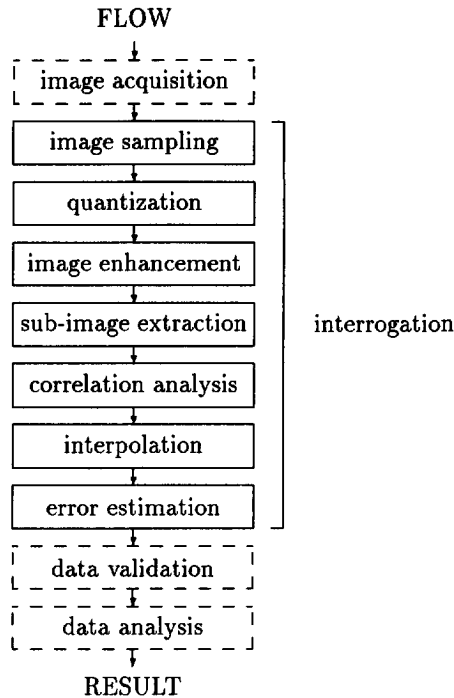 FLOW
image acquisition
image sampling
quantization
image enhancement
sub-image extraction
interrogation
correlation analysis
interpolation
error estimation
data validation
data analysis
RESULT